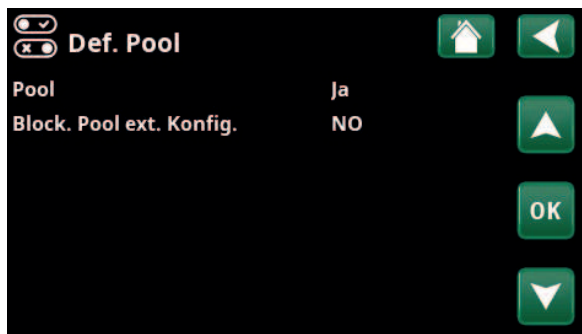 Def. Pool
Pool Ja
Block. Pool ext. Konfig. NO
OK